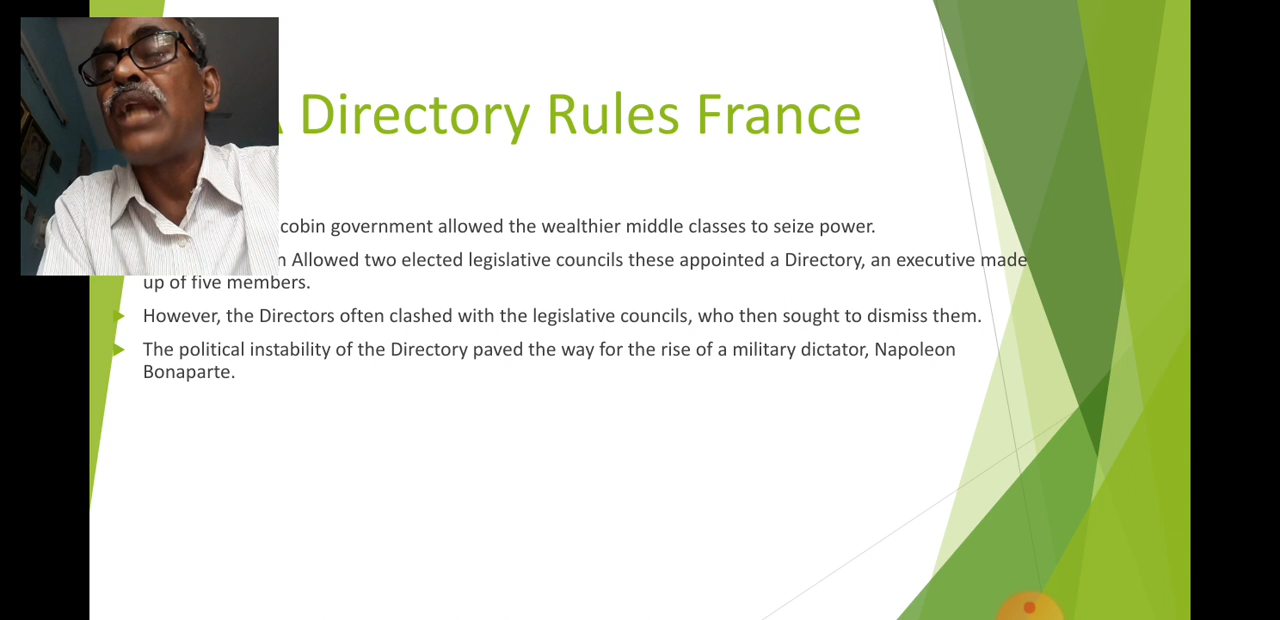 Directory Rules France
cobin government allowed the wealthier middle classes to seize power.
n Allowed two elected legislative councils these appointed a Directory, an executive made
up of five members.
However, the Directors often clashed with the legislative councils, who then sought to dismiss them.
The political instability of the Directory paved the way for the rise of a military dictator, Napoleon
Bonaparte.